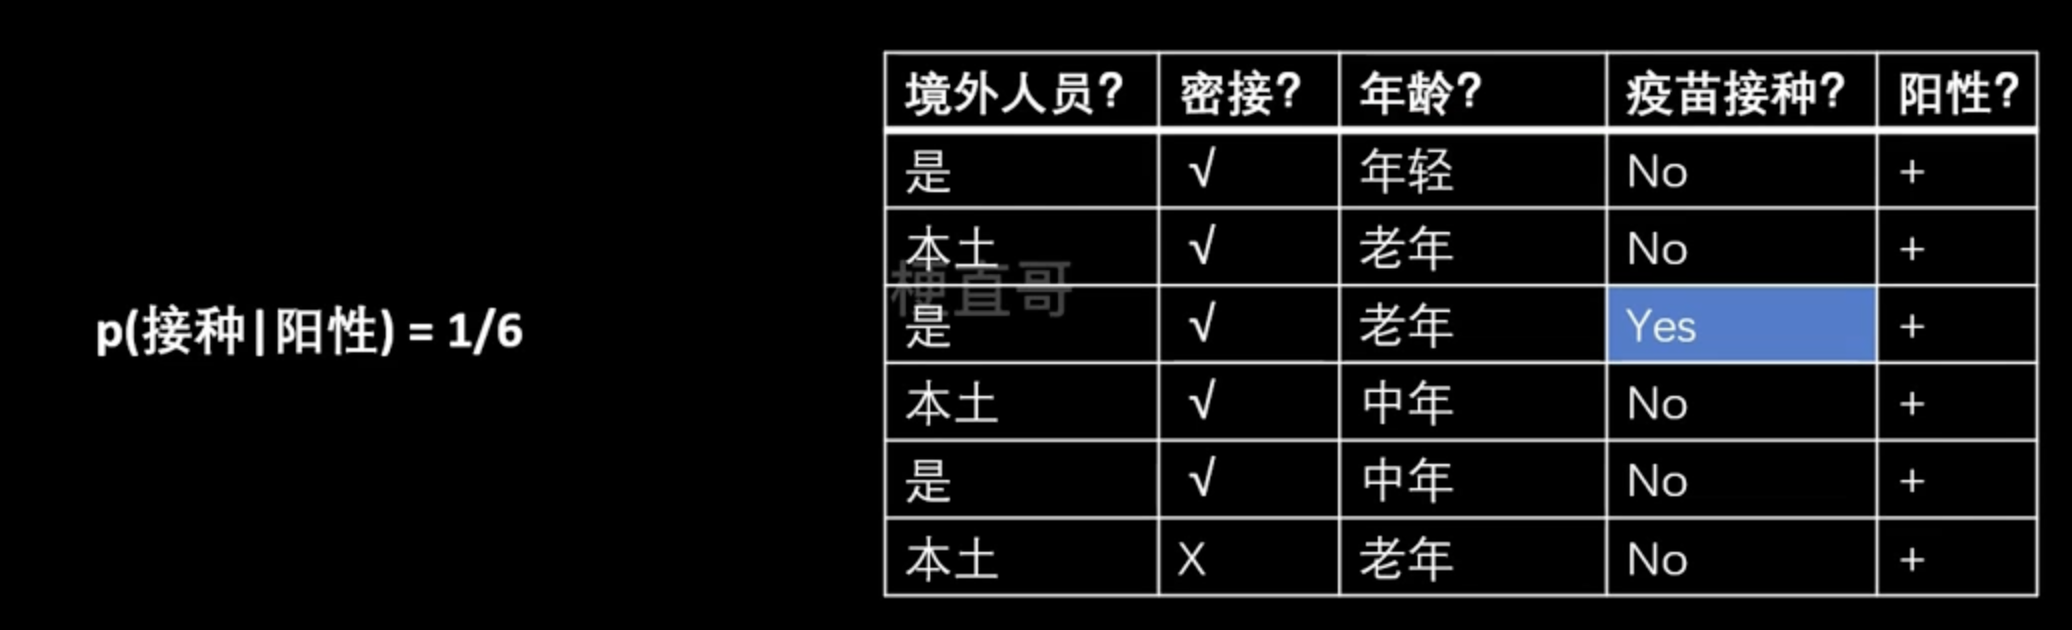 p(接种|阳性) = 1/6
境外人员? 密接? 年龄? 疫苗接种? 阳性?
是 √ 年轻 No +
本土 √ 老年 No +
梗直哥
是 √ 老年 Yes +
本土 √ 中年 No +
是 √ 中年 No +
本土 X 老年 No +